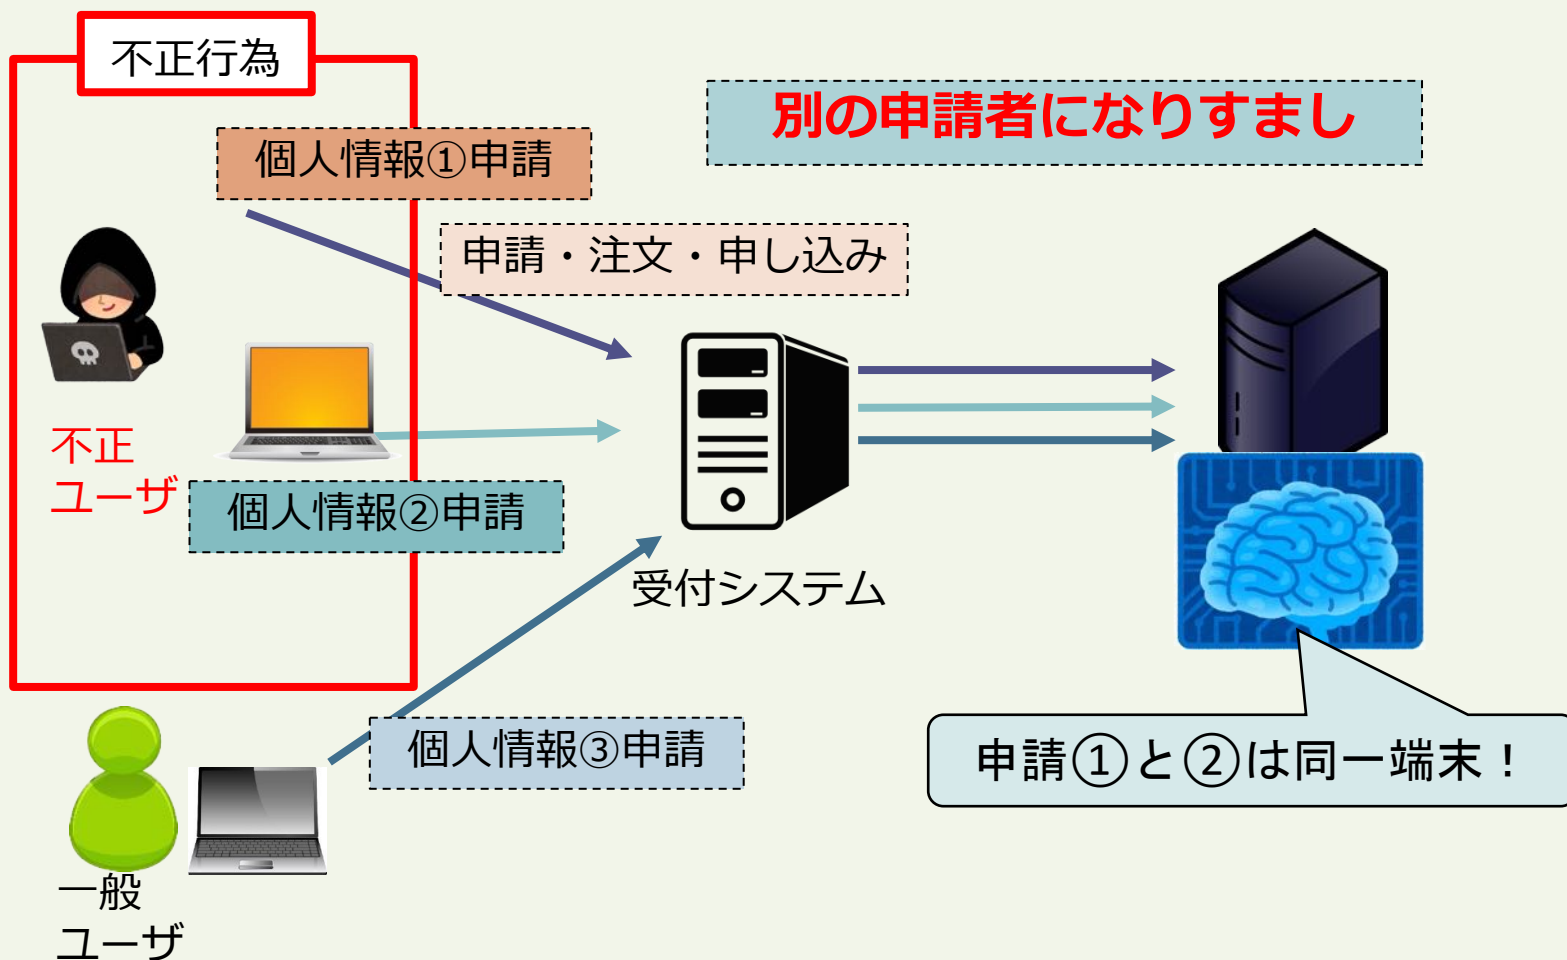 不正行為
別の申請者になりすまし
個人情報①申請
申請・注文・申し込み
不正
ユーザ
個人情報②申請
受付システム
個人情報③申請
申請①と②は同一端末！
一般
ユーザ